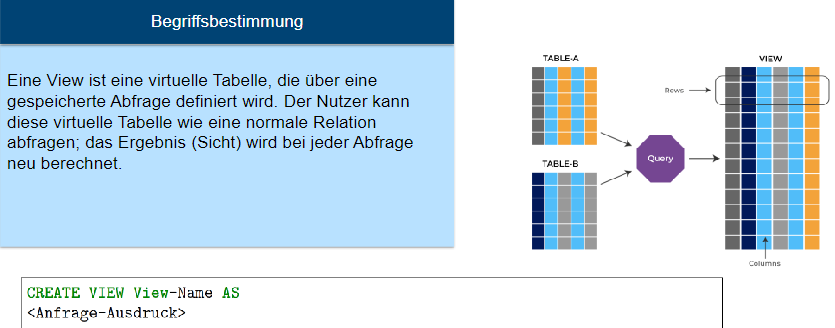 Begriffsbestimmung
Eine View ist eine virtuelle Tabelle, die über eine
gespeicherte Abfrage definiert wird. Der Nutzer kann
diese virtuelle Tabelle wie eine normale Relation
abfragen; das Ergebnis (Sicht) wird bei jeder Abfrage
neu berechnet.
TABLE-A
TABLE-B
Query
VIEW
Rows
Columns
CREATE VIEW View-Name AS
<Anfrage-Ausdruck>